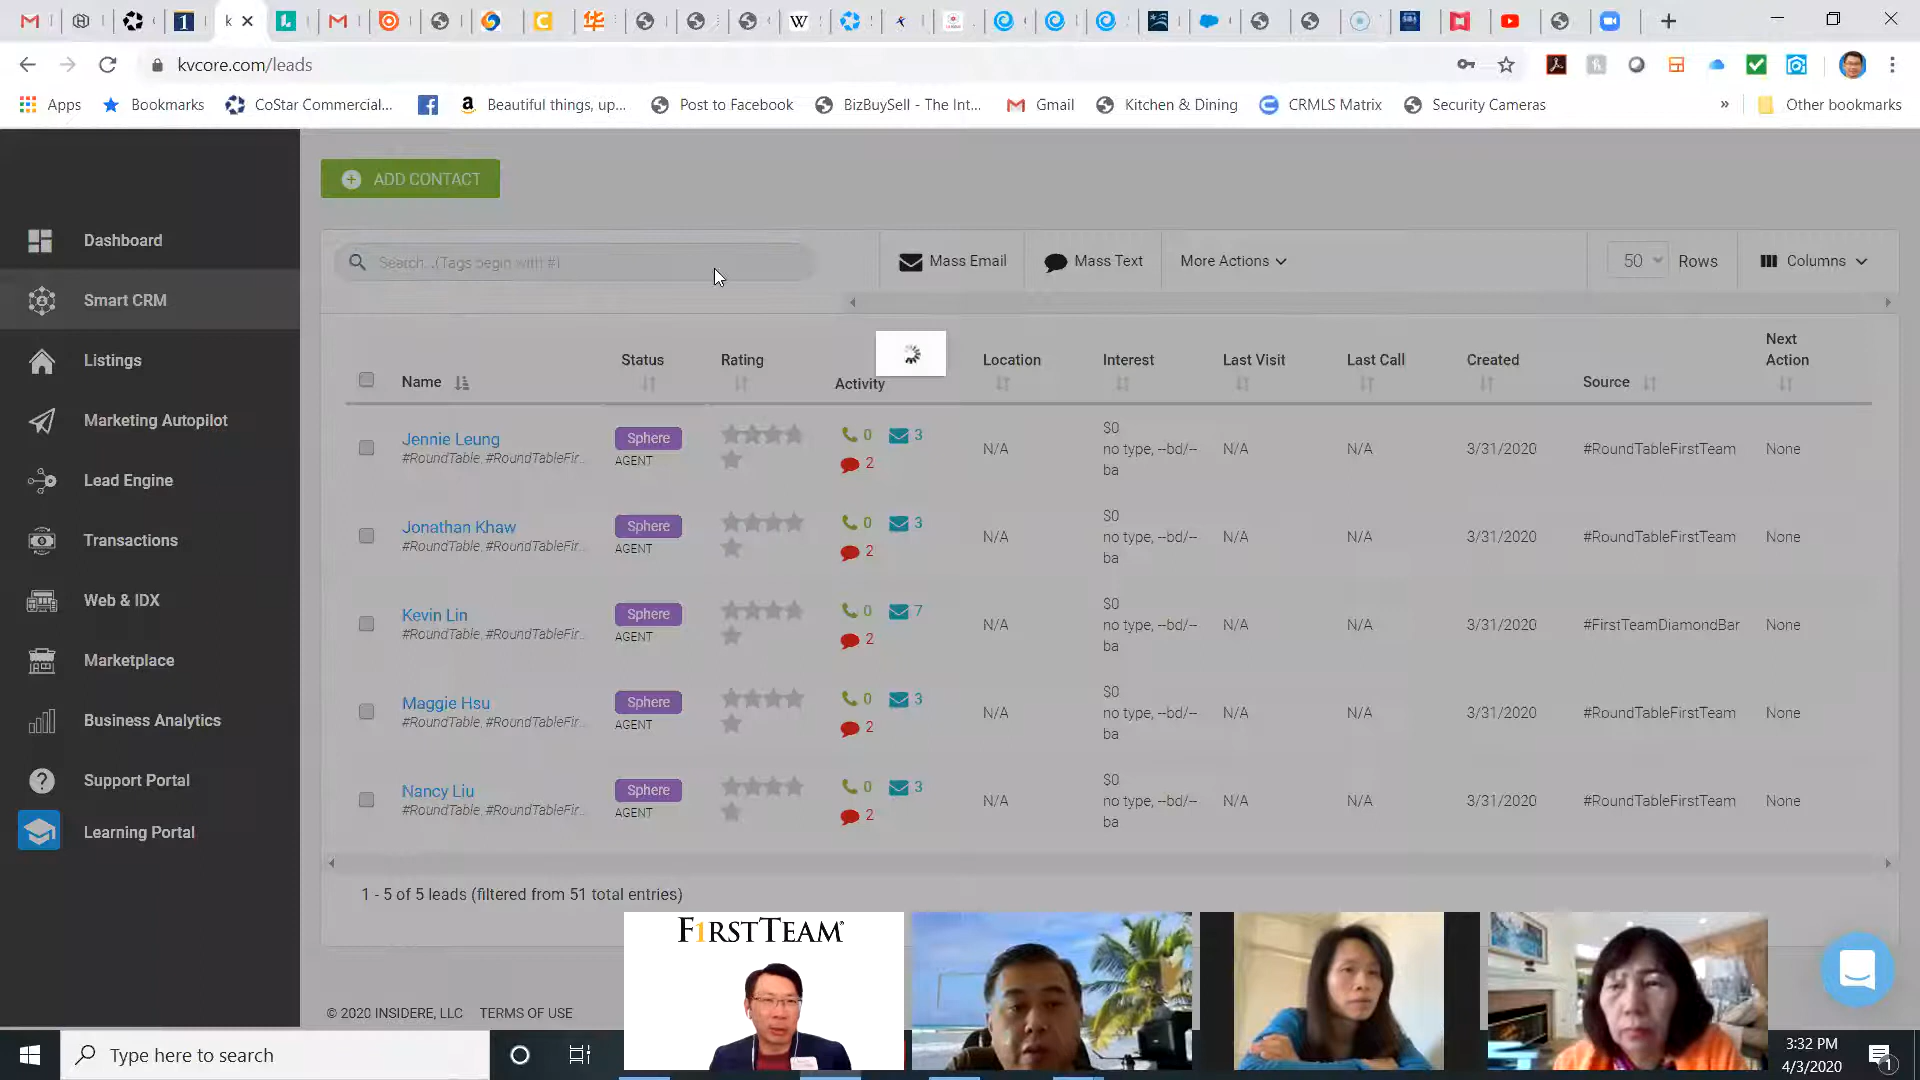 kvcore.com/leads
Apps
Bookmarks
CoStar Commercial...
Beautiful things, up...
Post to Facebook
BizBuySell - The Int...
Gmail
Kitchen & Dining
CRMLS Matrix
Security Cameras
»
Other bookmarks
ADD CONTACT
Dashboard
Smart CRM
Listings
Marketing Autopilot
Lead Engine
Transactions
Web & IDX
Marketplace
Business Analytics
Support Portal
Learning Portal
Search...(Tags begin with #)
Mass Email
Mass Text
More Actions
50
Rows
Columns
Name
Status
Rating
Activity
Location
Interest
Last Visit
Last Call
Created
Source
Next
Action
Jennie Leung
#RoundTable, #RoundTableFir...
Sphere
AGENT
0
3
2
N/A
$0
no type, --bd/--
ba
N/A
N/A
3/31/2020
#RoundTableFirstTeam
None
Jonathan Khaw
#RoundTable, #RoundTableFir...
Sphere
AGENT
0
3
2
N/A
$0
no type, --bd/--
ba
N/A
N/A
3/31/2020
#RoundTableFirstTeam
None
Kevin Lin
#RoundTable, #RoundTableFir...
Sphere
AGENT
0
7
2
N/A
$0
no type, --bd/--
ba
N/A
N/A
3/31/2020
#FirstTeamDiamondBar
None
Maggie Hsu
#RoundTable, #RoundTableFir...
Sphere
AGENT
0
3
2
N/A
$0
no type, --bd/--
ba
N/A
N/A
3/31/2020
#RoundTableFirstTeam
None
Nancy Liu
#RoundTable, #RoundTableFir...
Sphere
AGENT
0
3
2
N/A
$0
no type, --bd/--
ba
N/A
N/A
3/31/2020
#RoundTableFirstTeam
None
1 - 5 of 5 leads (filtered from 51 total entries)
© 2020 INSIDERE, LLC
TERMS OF USE
F1RSTTEAM®
Type here to search
3:32 PM
4/3/2020
1